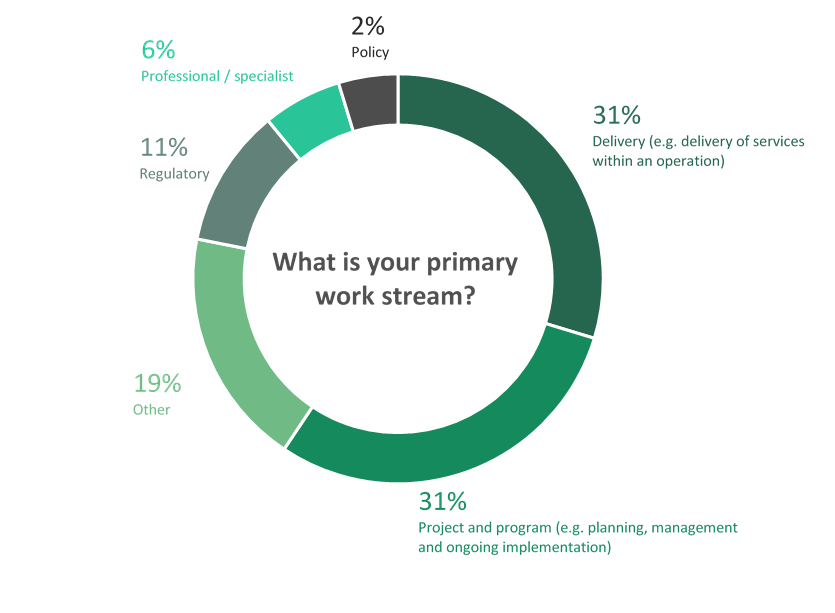 2%
Policy
6%
Professional / specialist
31%
Delivery (e.g. delivery of services
within an operation)
11%
Regulatory
What is your primary
work stream?
19%
Other
31%
Project and program (e.g. planning, management
and ongoing implementation)